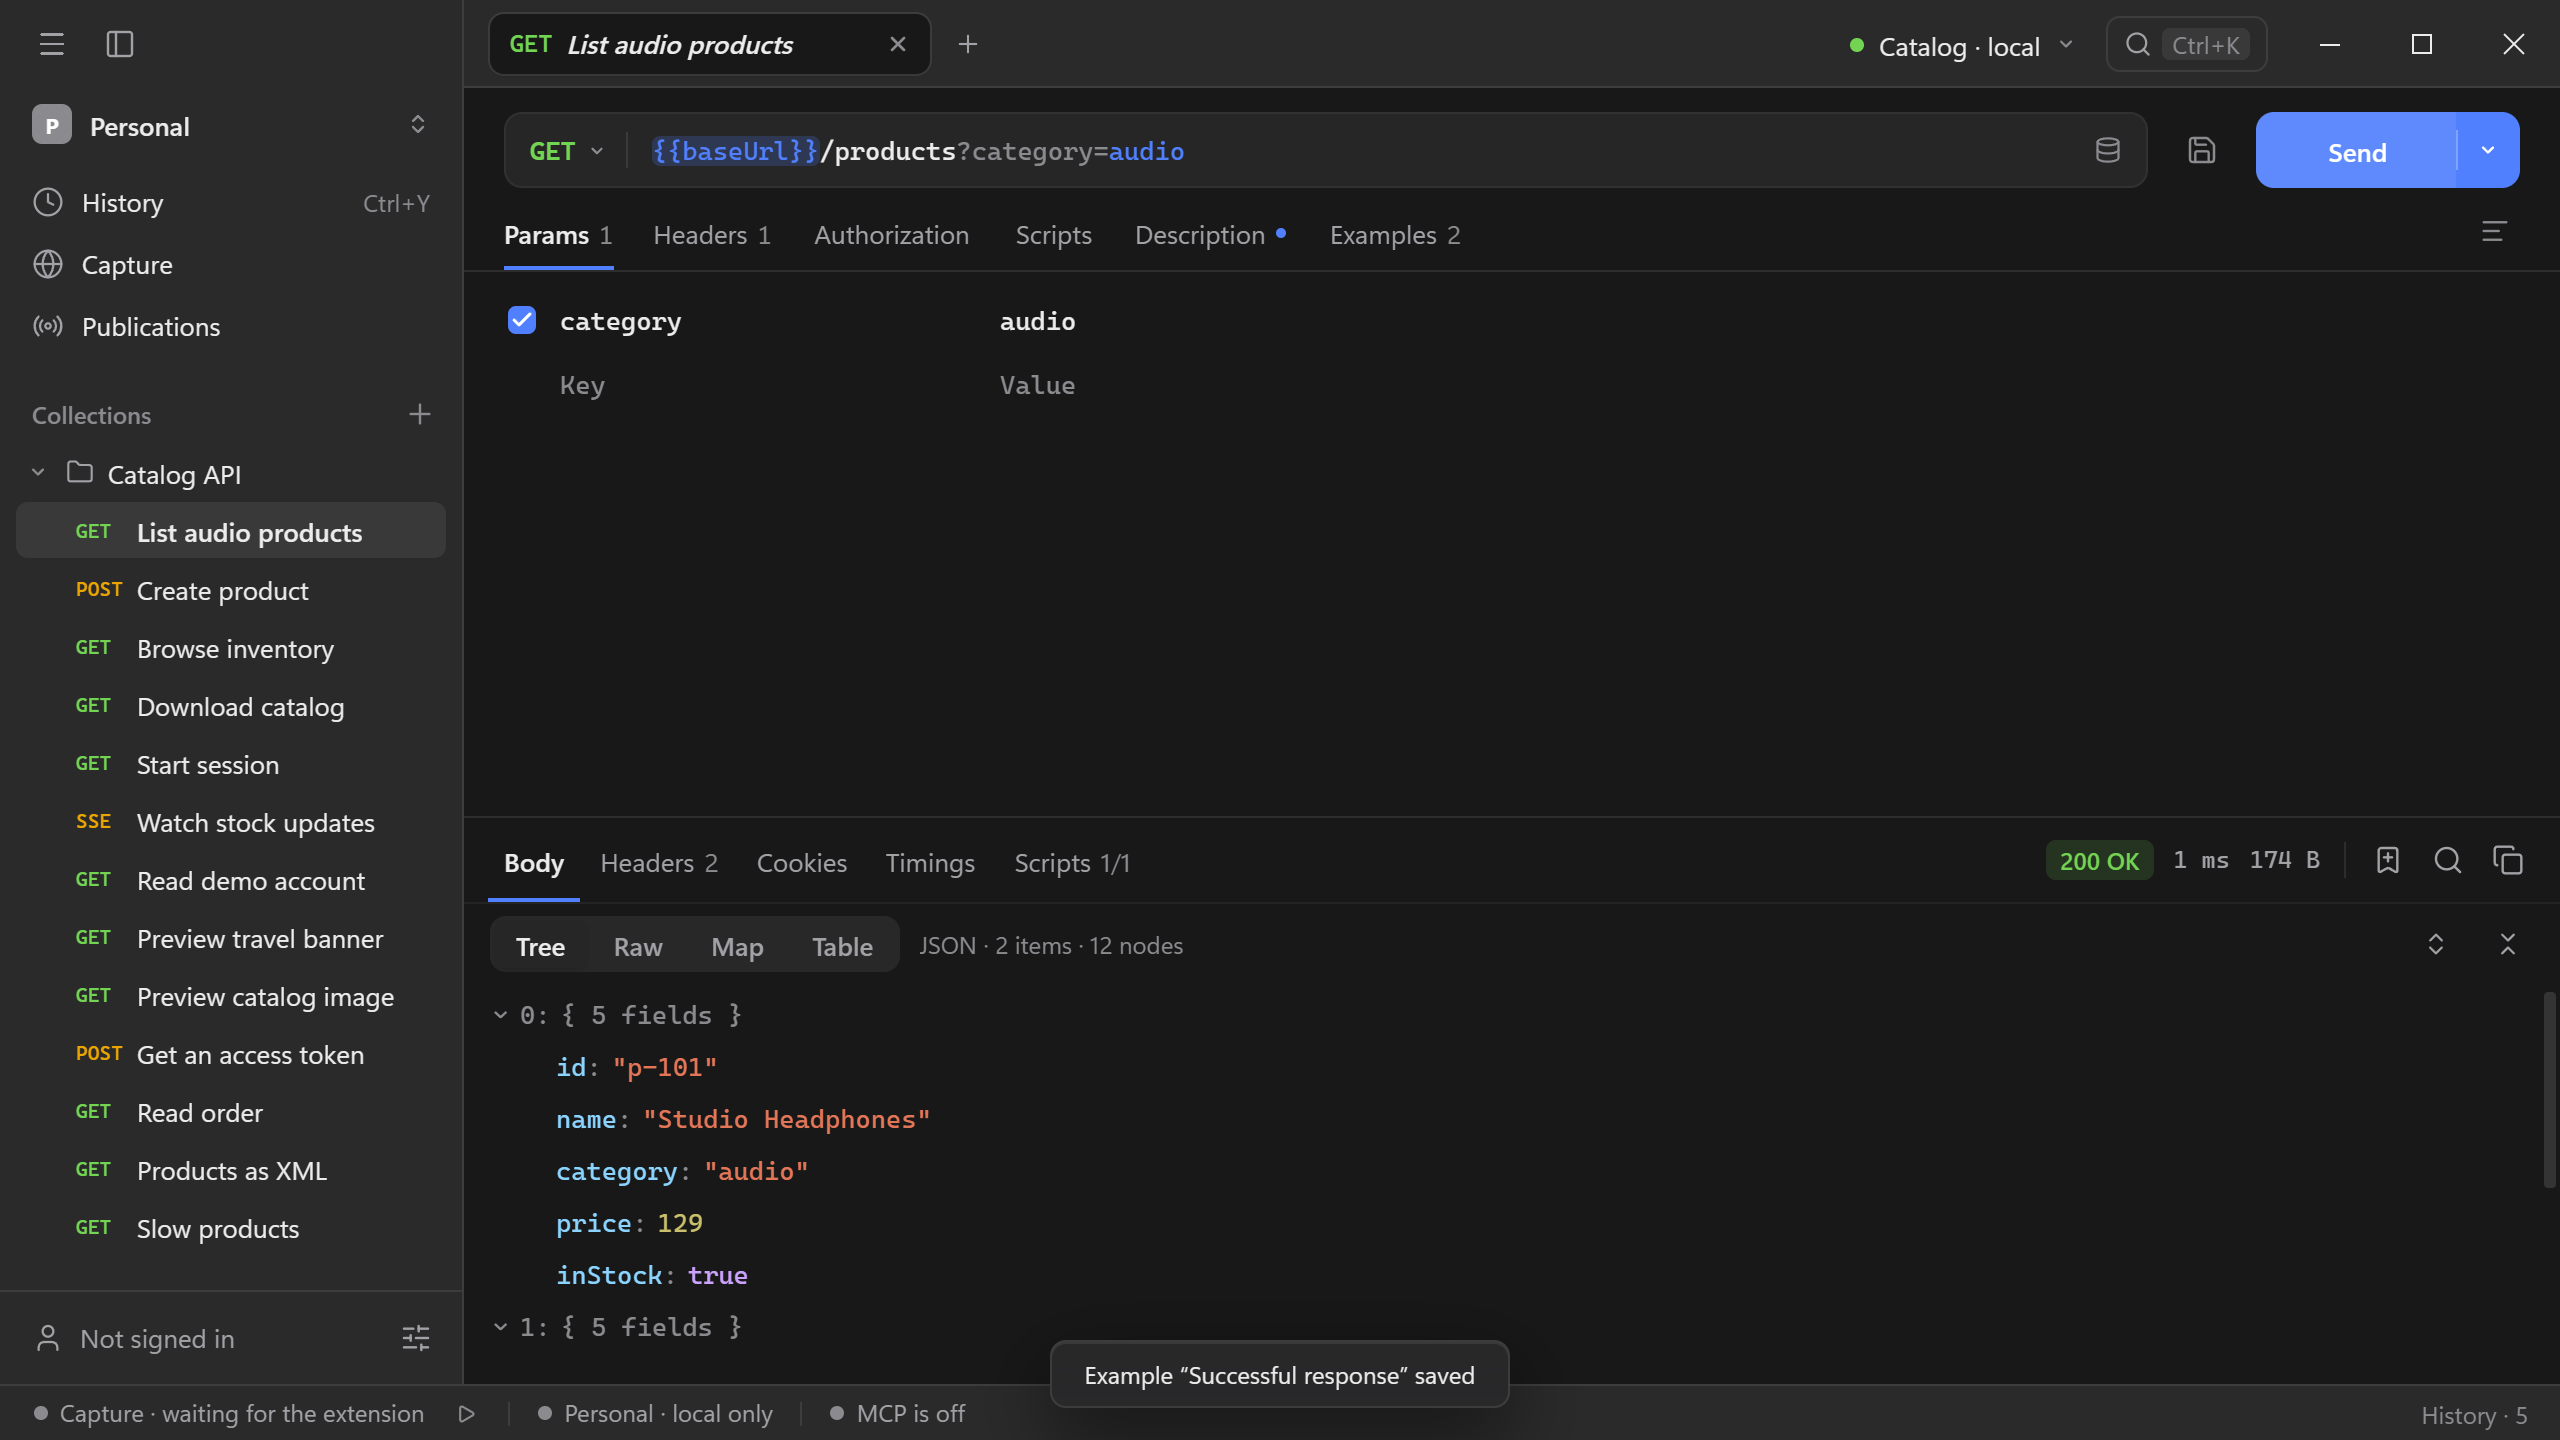 GET List audio products
Catalog · local
Ctrl+K
P Personal
History Ctrl+Y
Capture
Publications
Collections
Catalog API
GET List audio products
POST Create product
GET Browse inventory
GET Download catalog
GET Start session
SSE Watch stock updates
GET Read demo account
GET Preview travel banner
GET Preview catalog image
POST Get an access token
GET Read order
GET Products as XML
GET Slow products
Not signed in
GET {{baseUrl}}/products?category=audio
Send
Params 1 Headers 1 Authorization Scripts Description Examples 2
category audio
Key Value
Body Headers 2 Cookies Timings Scripts 1/1
200 OK 1 ms 174 B
Tree Raw Map Table JSON · 2 items · 12 nodes
0: { 5 fields }
id: "p-101"
name: "Studio Headphones"
category: "audio"
price: 129
inStock: true
1: { 5 fields }
Example “Successful response” saved
Capture · waiting for the extension Personal · local only MCP is off History · 5